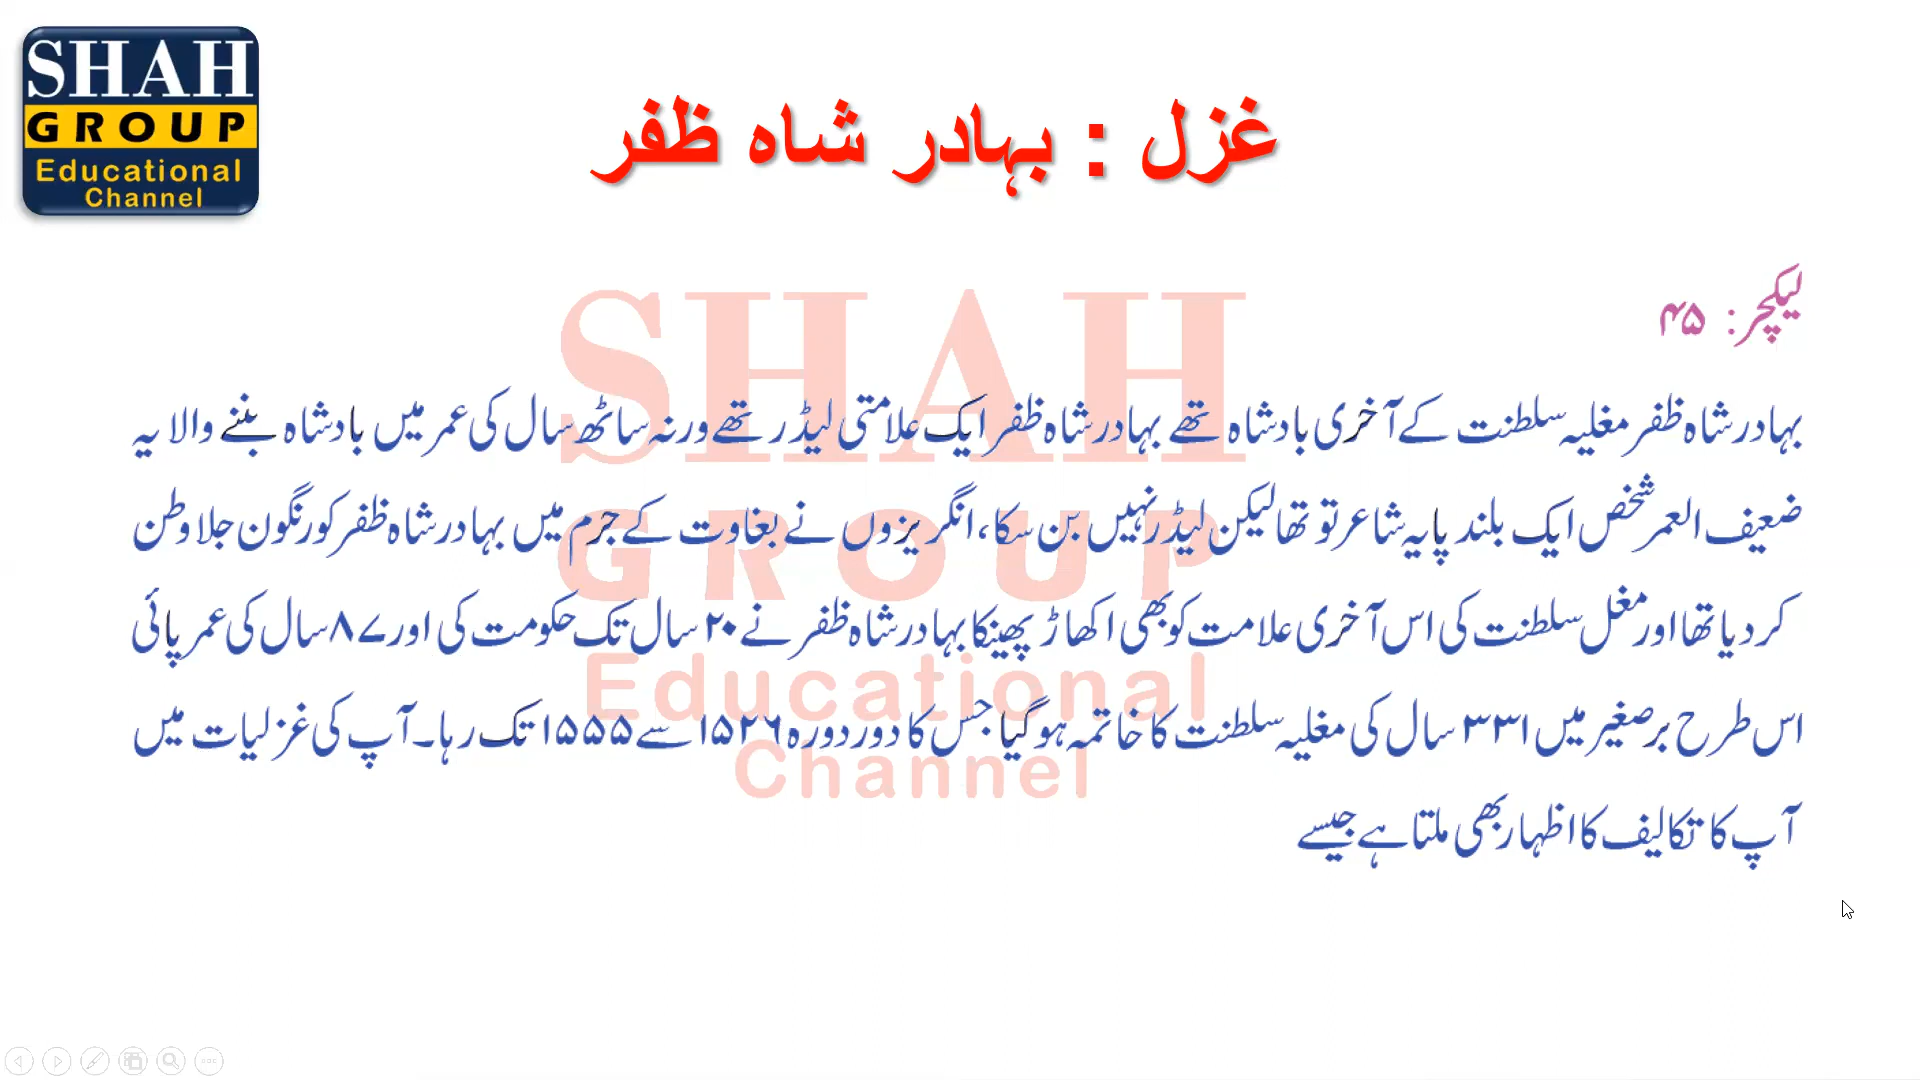 SHAH
GROUP
Educational
Channel
غزل : بہادر شاہ ظفر
لیکچر: ۴۵
بہادر شاہ ظفر مغلیہ سلطنت کے آخری بادشاہ تھے بہادر شاہ ظفر ایک علامتی لیڈر تھے ورنہ ساٹھ سال کی عمر میں بادشاہ بننے والا یہ
ضعیف العمر شخص ایک بلند پایہ شاعر تو تھا لیکن لیڈر نہیں بن سکا، انگریزوں نے بغاوت کے جرم میں بہادر شاہ ظفر کو رنگون جلا وطن
کر دیا تھا اور مغل سلطنت کی اس آخری علامت کو بھی اکھاڑ پھینکا بہادر شاہ ظفر نے ۲۰ سال تک حکومت کی اور ۸۷ سال کی عمر پائی
اس طرح برصغیر میں ۳۳۱ سال کی مغلیہ سلطنت کا خاتمہ ہو گیا جس کا دور دورہ ۱۵۲۶ سے ۱۵۵۵ تک رہا۔ آپ کی غزلیات میں
آپ کا تکالیف کا اظہار بھی ملتا ہے جیسے
SHAH
GROUP
Educational
Channel